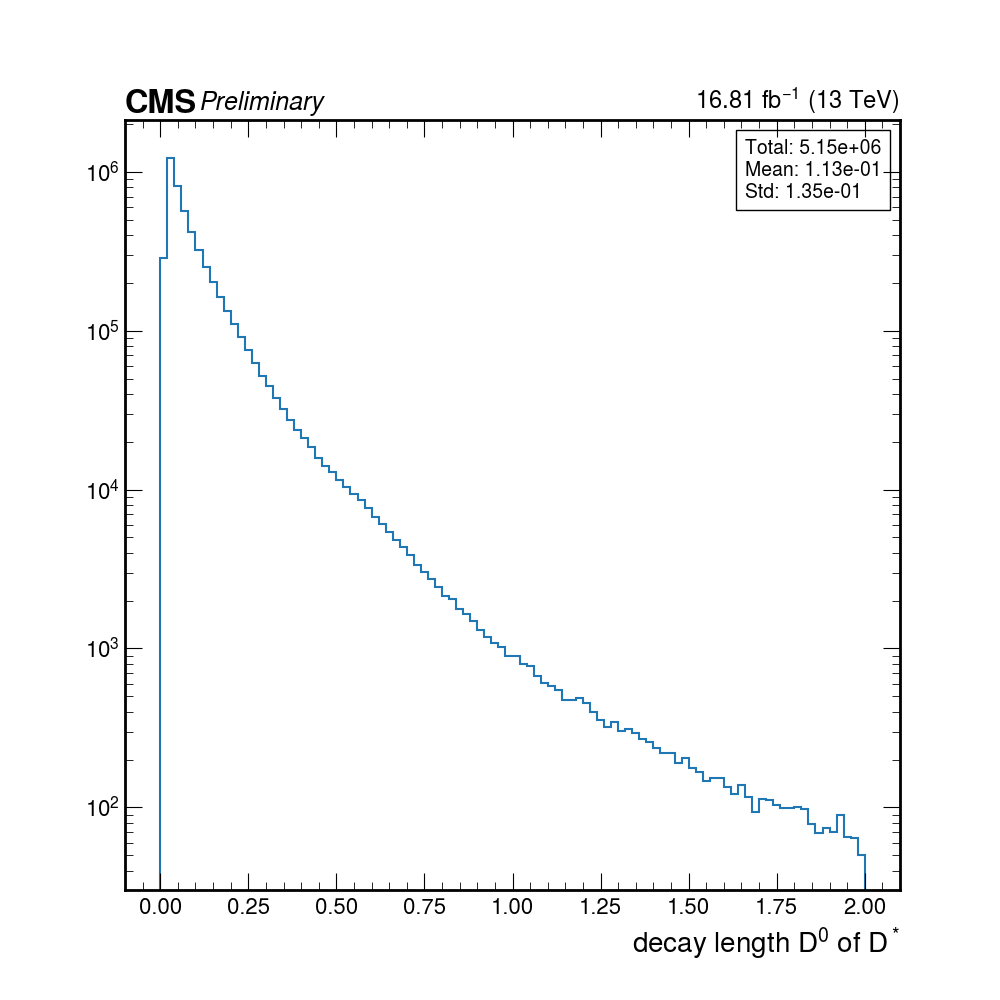 CMS Preliminary 16.81 fb⁻¹ (13 TeV)
Total: 5.15e+06
Mean: 1.13e-01
Std: 1.35e-01
10⁶
10⁵
10⁴
10³
10²
0.00 0.25 0.50 0.75 1.00 1.25 1.50 1.75 2.00
decay length D⁰ of D*